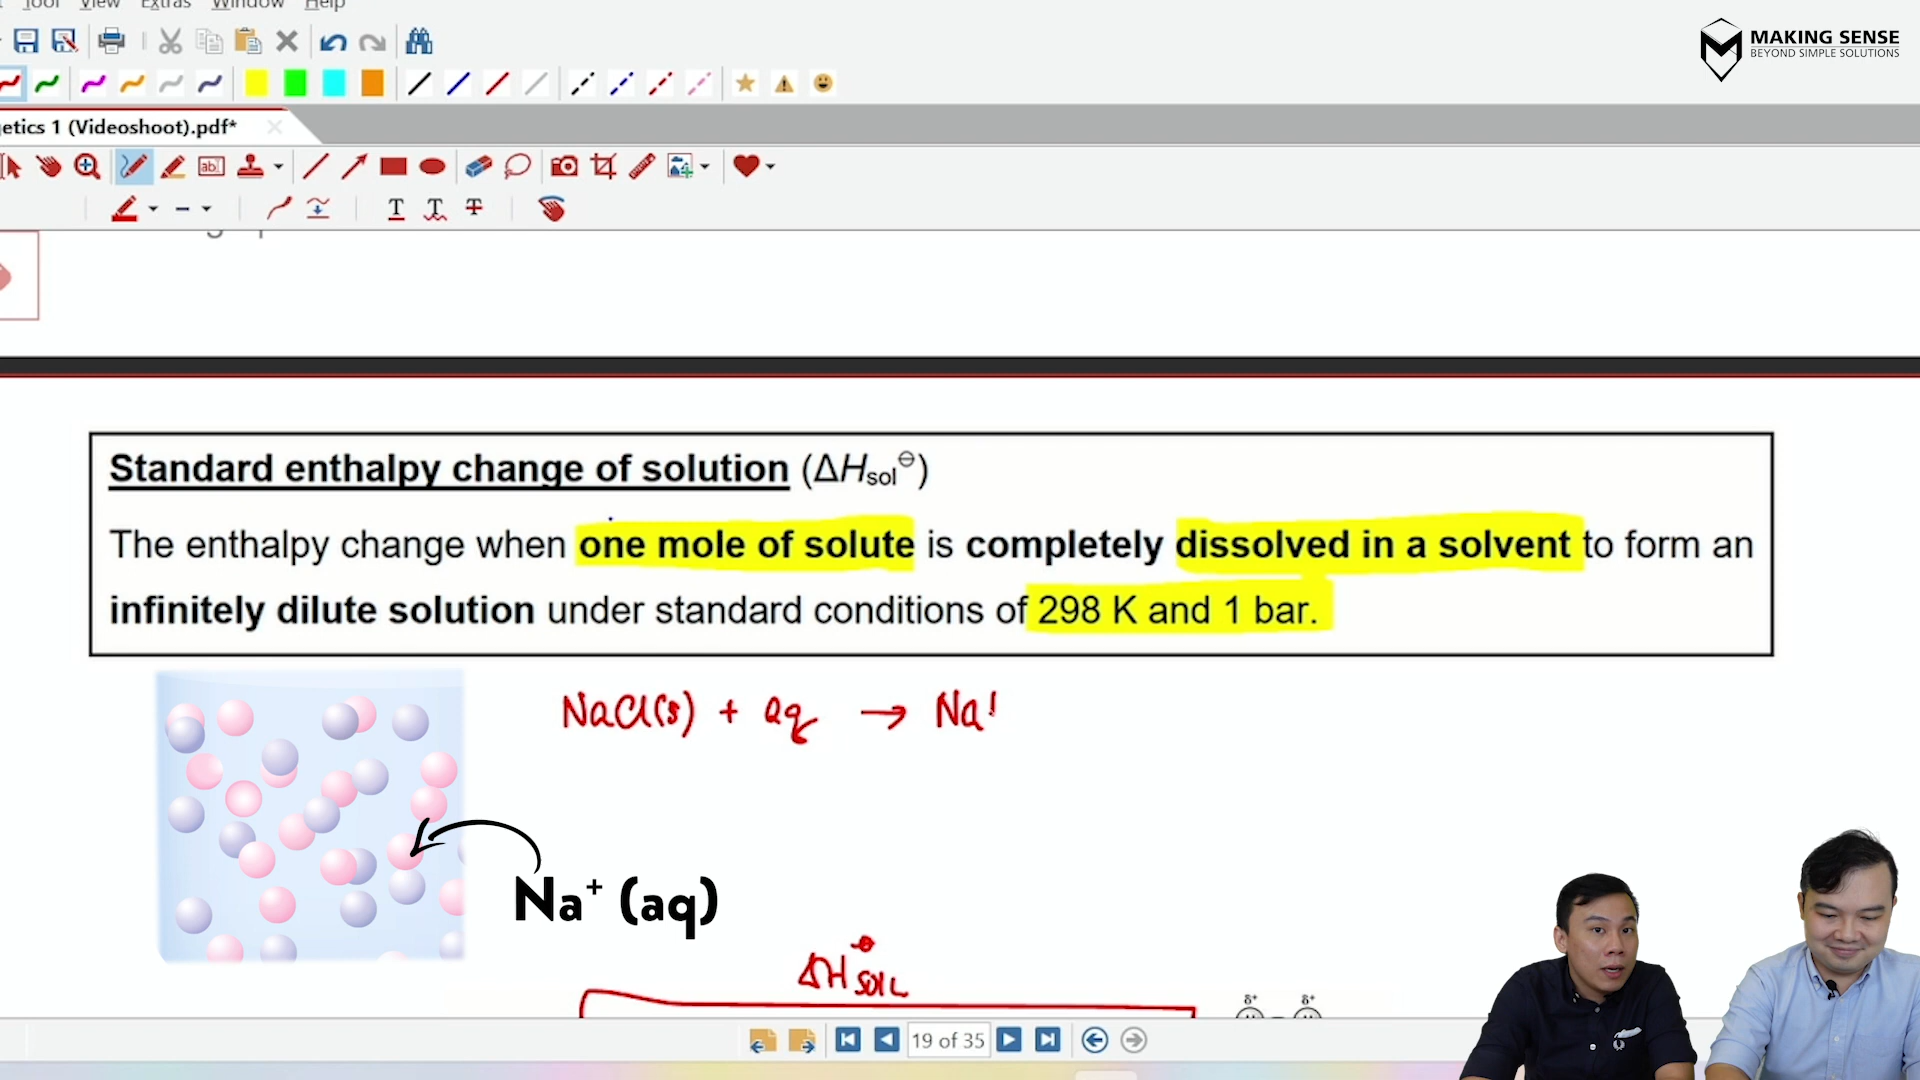 Tool View Extras Window Help
MAKING SENSE
BEYOND SIMPLE SOLUTIONS
etics 1 (Videoshoot).pdf*
Standard enthalpy change of solution (ΔHsol⊖)
The enthalpy change when one mole of solute is completely dissolved in a solvent to form an
infinitely dilute solution under standard conditions of 298 K and 1 bar.
NaCl(s) + aq → Na
Na⁺ (aq)
ΔH⊖ soln
δ+ δ+
19 of 35